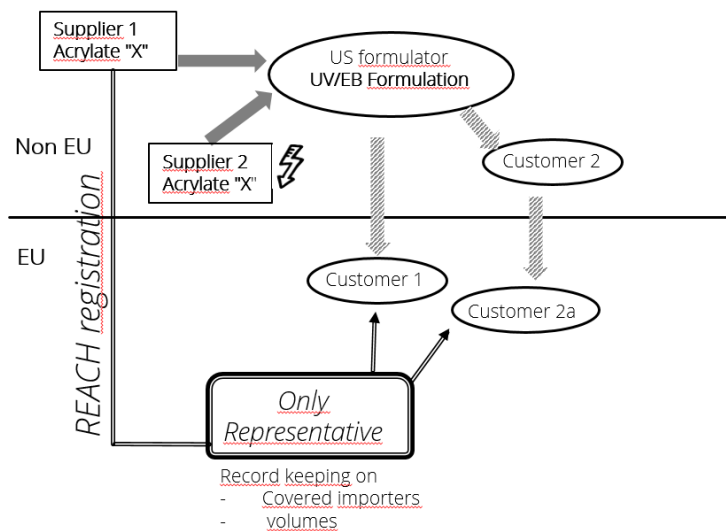 Supplier 1
Acrylate "X"
US formulator
UV/EB Formulation
Non EU
Supplier 2
Acrylate "X"
Customer 2
EU
REACH registration
Customer 1
Customer 2a
Only
Representative
Record keeping on
- Covered importers
- volumes